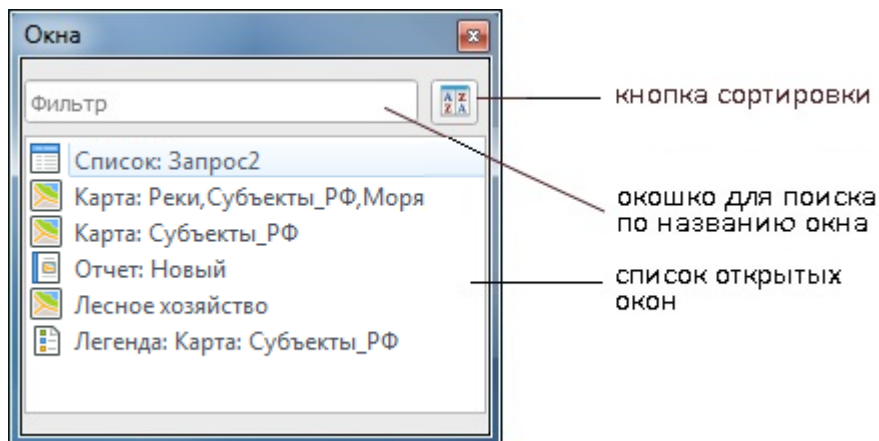 Окна
Фильтр
кнопка сортировки
Список: Запрос2
Карта: Реки,Субъекты_РФ,Моря
Карта: Субъекты_РФ
Отчет: Новый
Лесное хозяйство
Легенда: Карта: Субъекты_РФ
окошко для поиска
по названию окна
список открытых
окон